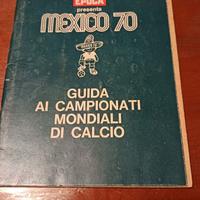 EPOCA
presenta
MEXICO 70
GUIDA
AI CAMPIONATI
MONDIALI
DI CALCIO